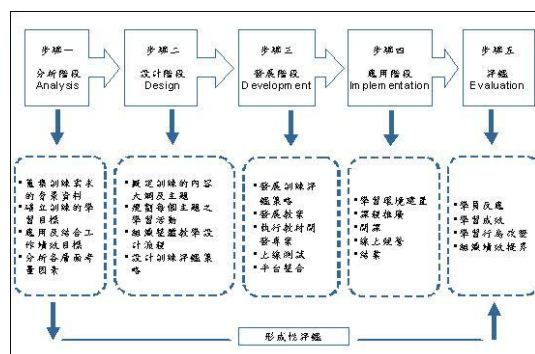 步驟一
分析階段
Analysis
步驟二
設計階段
Design
步驟三
發展階段
Development
步驟四
應用階段
Implementation
步驟五
評鑑
Evaluation
▪ 蒐集訓練需求
的背景資料
▪ 確立訓練的學
習目標
▪ 應用及結合工
作績效目標
▪ 分析各層面考
量因素
▪ 擬定訓練的內容
大綱及主題
▪ 規劃每個主題之
學習活動
▪ 組織整體教學設
計流程
▪ 設計訓練評鑑策
略
▪ 發展訓練評
鑑策略
▪ 發展教案
▪ 執行教材開
發專案
▪ 上線測試
▪ 平台整合
▪ 學習環境建置
▪ 課程推廣
▪ 開課
▪ 線上規營
▪ 結案
▪ 學員反應
▪ 學習成效
▪ 學習行為改變
▪ 組織績效提昇
形成性評鑑